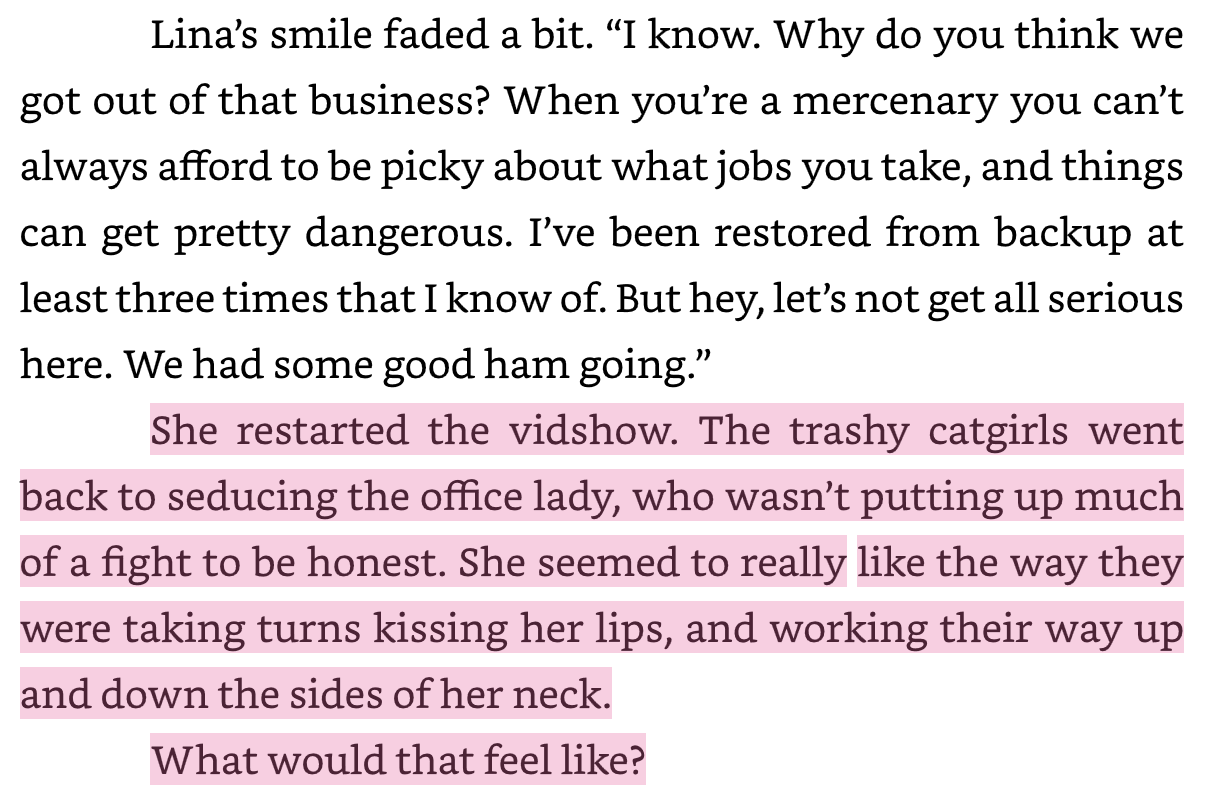 Lina’s smile faded a bit. “I know. Why do you think we
got out of that business? When you’re a mercenary you can’t
always afford to be picky about what jobs you take, and things
can get pretty dangerous. I’ve been restored from backup at
least three times that I know of. But hey, let’s not get all serious
here. We had some good ham going.”
She restarted the vidshow. The trashy catgirls went
back to seducing the office lady, who wasn’t putting up much
of a fight to be honest. She seemed to really like the way they
were taking turns kissing her lips, and working their way up
and down the sides of her neck.
What would that feel like?